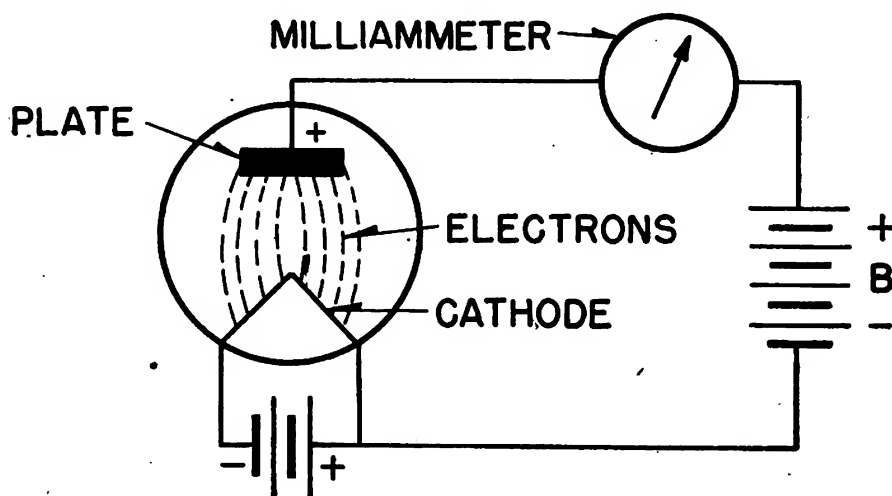 MILLIAMMETER
PLATE
+
ELECTRONS
+
B
CATHODE
-
- +